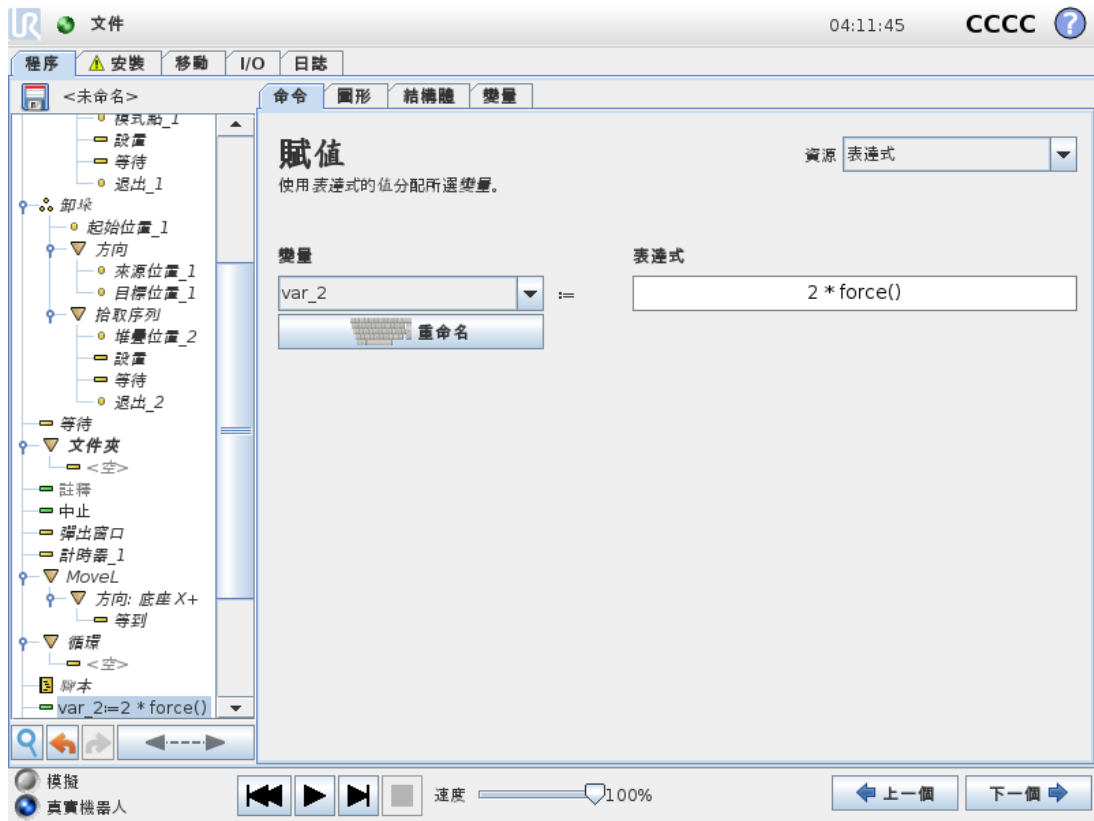 UR 文件 04:11:45 CCCC ?
程序 安裝 移動 I/O 日誌
<未命名>
命令 圖形 結構體 變量
模式點_1
設置
等待
退出_1
卸垛
起始位置_1
方向
來源位置_1
目標位置_1
拾取序列
堆疊位置_2
設置
等待
退出_2
等待
文件夾
<空>
註釋
中止
彈出窗口
計時器_1
MoveL
方向: 底座 X+
等到
循環
<空>
腳本
var_2:=2 * force()
賦值
資源 表達式
使用表達式的值分配所選變量。
變量 表達式
var_2 := 2 * force()
重命名
模擬
真實機器人
速度 100%
上一個 下一個